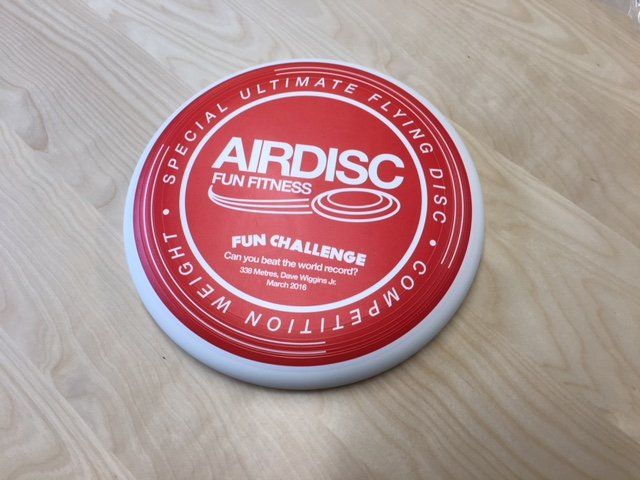 • SPECIAL ULTIMATE FLYING DISC •
COMPETITION WEIGHT
AIRDISC
FUN FITNESS
FUN CHALLENGE
Can you beat the world record?
338 Metres, Dave Wiggins Jr.
March 2016